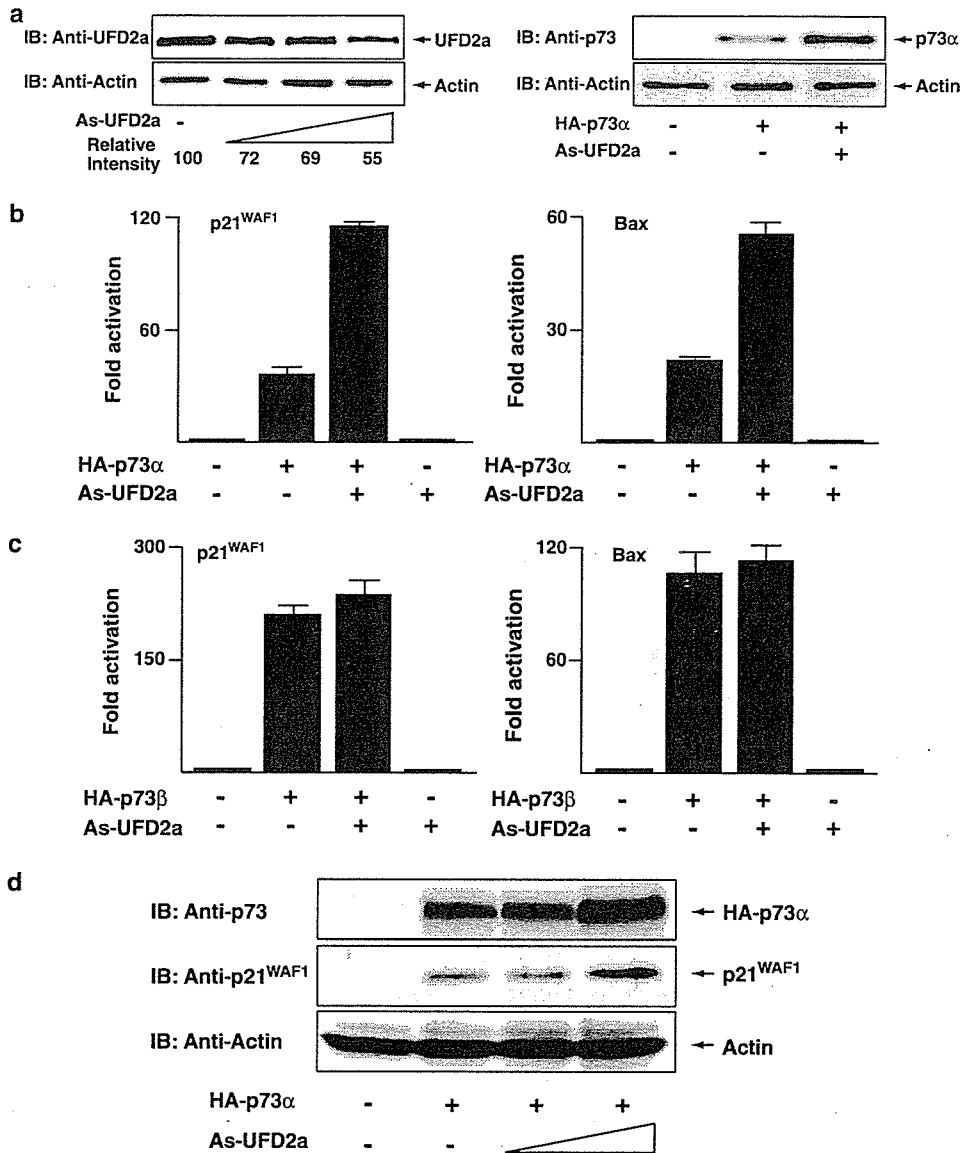 a
IB: Anti-UFD2a ← UFD2a
IB: Anti-Actin ← Actin
As-UFD2a -
Relative Intensity 100 72 69 55
IB: Anti-p73 ← p73α
IB: Anti-Actin ← Actin
HA-p73α - + +
As-UFD2a - - +
b
p21WAF1
Fold activation
120
60
HA-p73α - + + -
As-UFD2a - - + +
Bax
Fold activation
60
30
HA-p73α - + + -
As-UFD2a - - + +
c
p21WAF1
Fold activation
300
150
HA-p73β - + + -
As-UFD2a - - + +
Bax
Fold activation
120
60
HA-p73β - + + -
As-UFD2a - - + +
d
IB: Anti-p73 ← HA-p73α
IB: Anti-p21WAF1 ← p21WAF1
IB: Anti-Actin ← Actin
HA-p73α - + + +
As-UFD2a - -